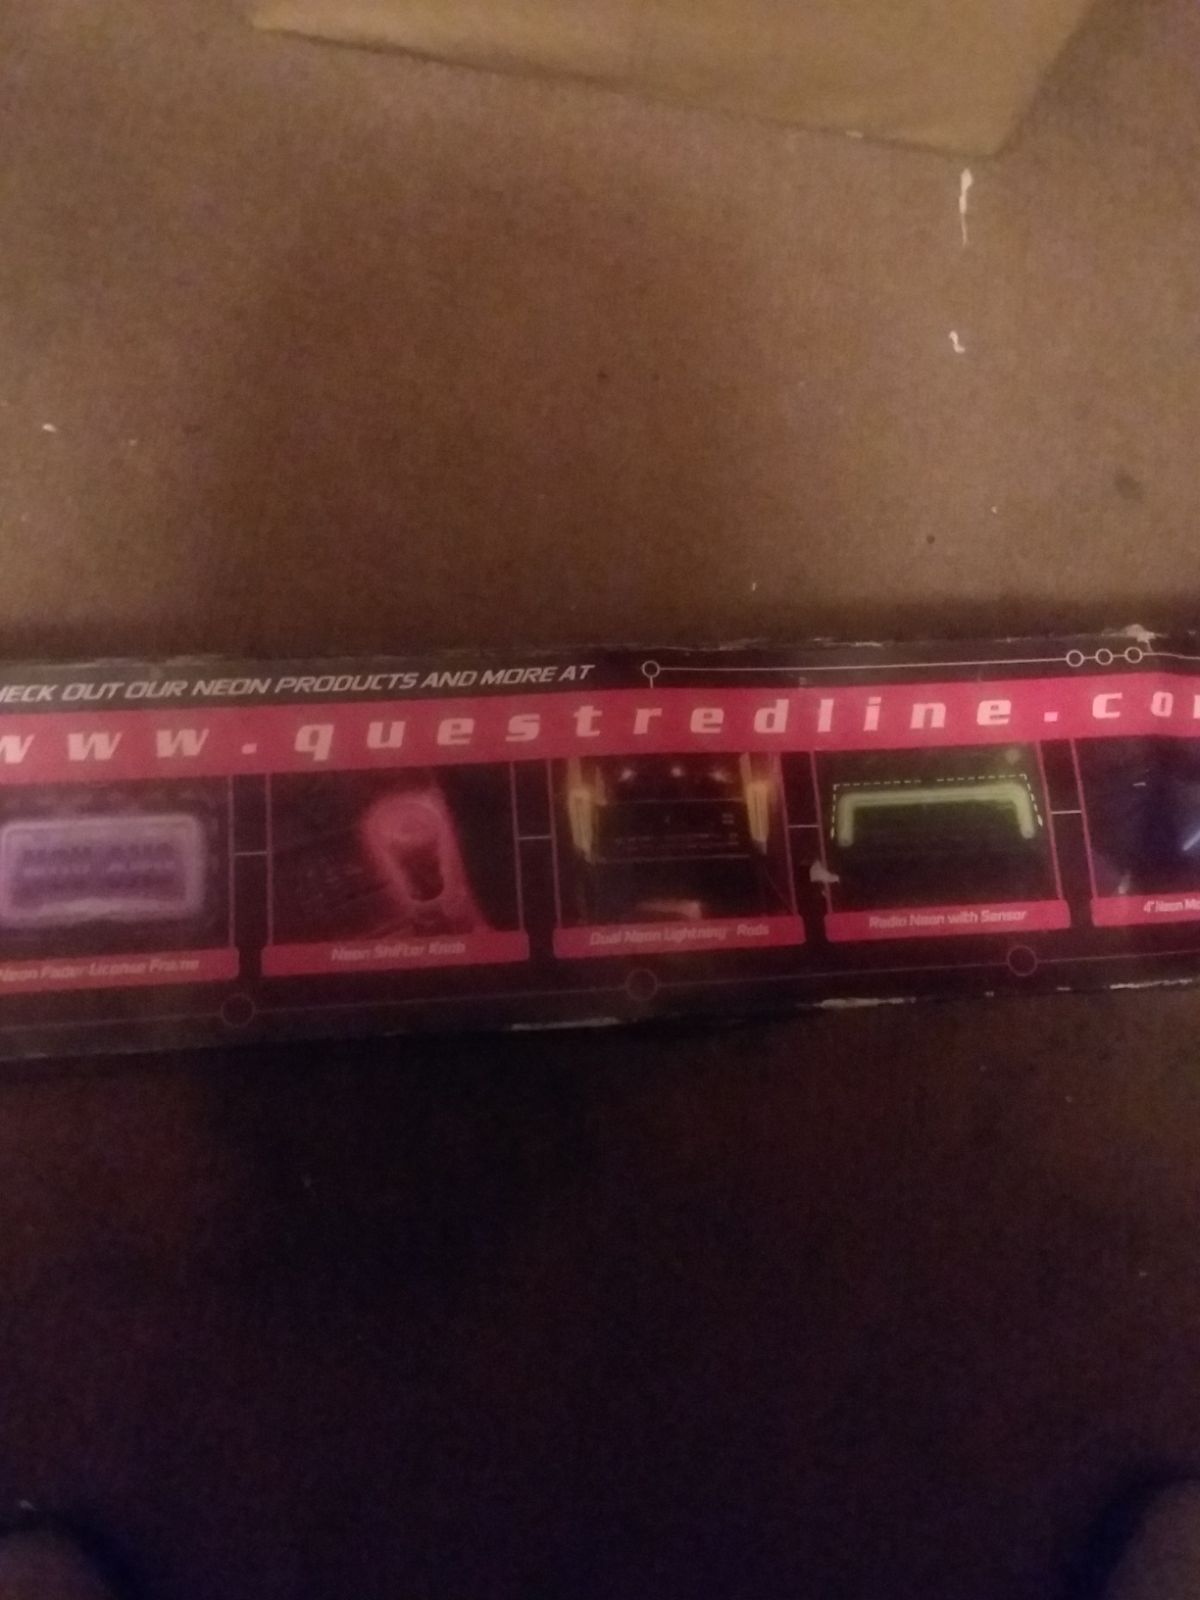 HECK OUT OUR NEON PRODUCTS AND MORE AT
www.questredline.co
Neon Fader License Frame
Neon Shifter Knob
Dual Neon Lightning Rods
Radio Neon with Sensor
4" Neon